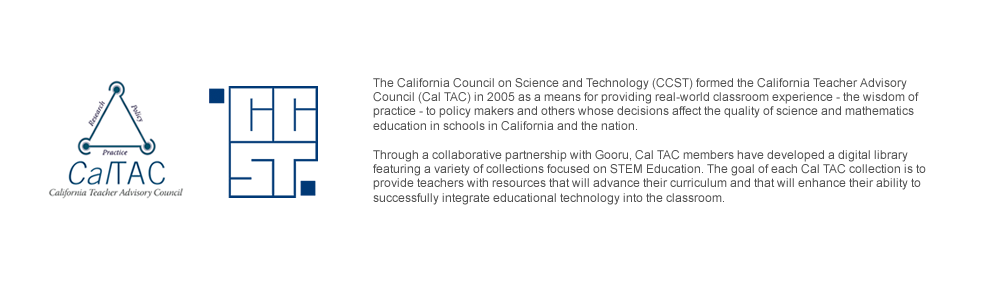 Research
Policy
Practice
CalTAC
California Teacher Advisory Council
CC
ST
The California Council on Science and Technology (CCST) formed the California Teacher Advisory
Council (Cal TAC) in 2005 as a means for providing real-world classroom experience - the wisdom of
practice - to policy makers and others whose decisions affect the quality of science and mathematics
education in schools in California and the nation.
Through a collaborative partnership with Gooru, Cal TAC members have developed a digital library
featuring a variety of collections focused on STEM Education. The goal of each Cal TAC collection is to
provide teachers with resources that will advance their curriculum and that will enhance their ability to
successfully integrate educational technology into the classroom.